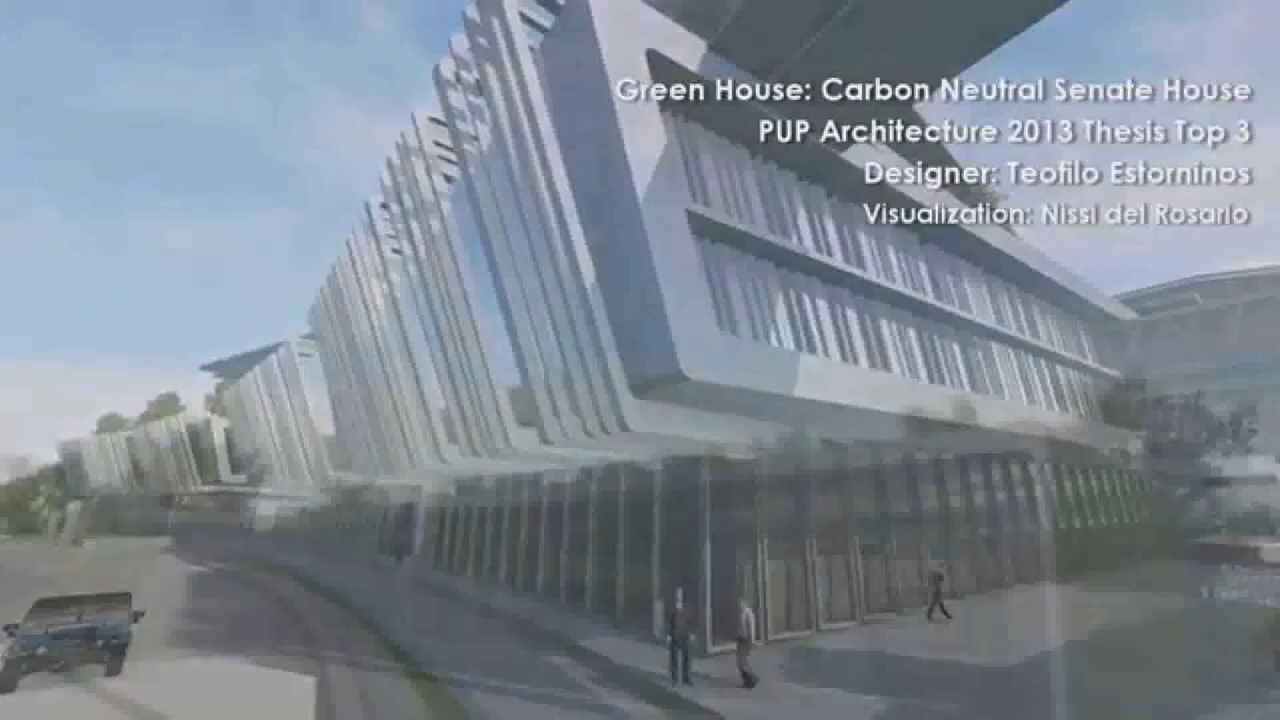 Green House: Carbon Neutral Senate House
PUP Architecture 2013 Thesis Top 3
Designer: Teofilo Estorninos
Visualization: Nissi del Rosario